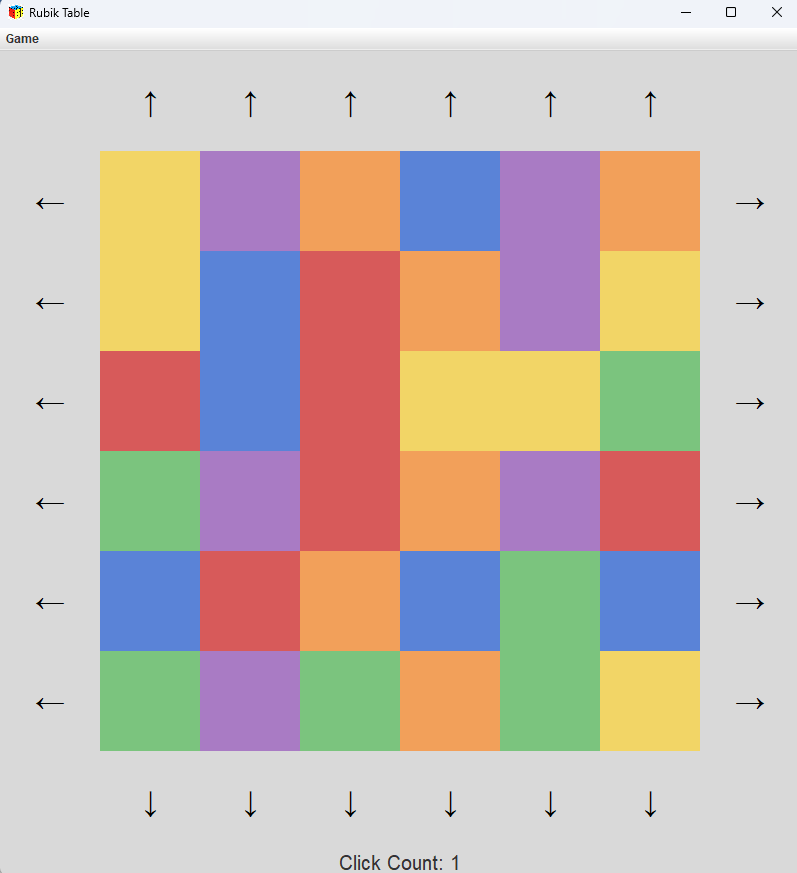 Rubik Table
Game
↑ ↑ ↑ ↑ ↑ ↑
← →
← →
← →
← →
← →
← →
↓ ↓ ↓ ↓ ↓ ↓
Click Count: 1